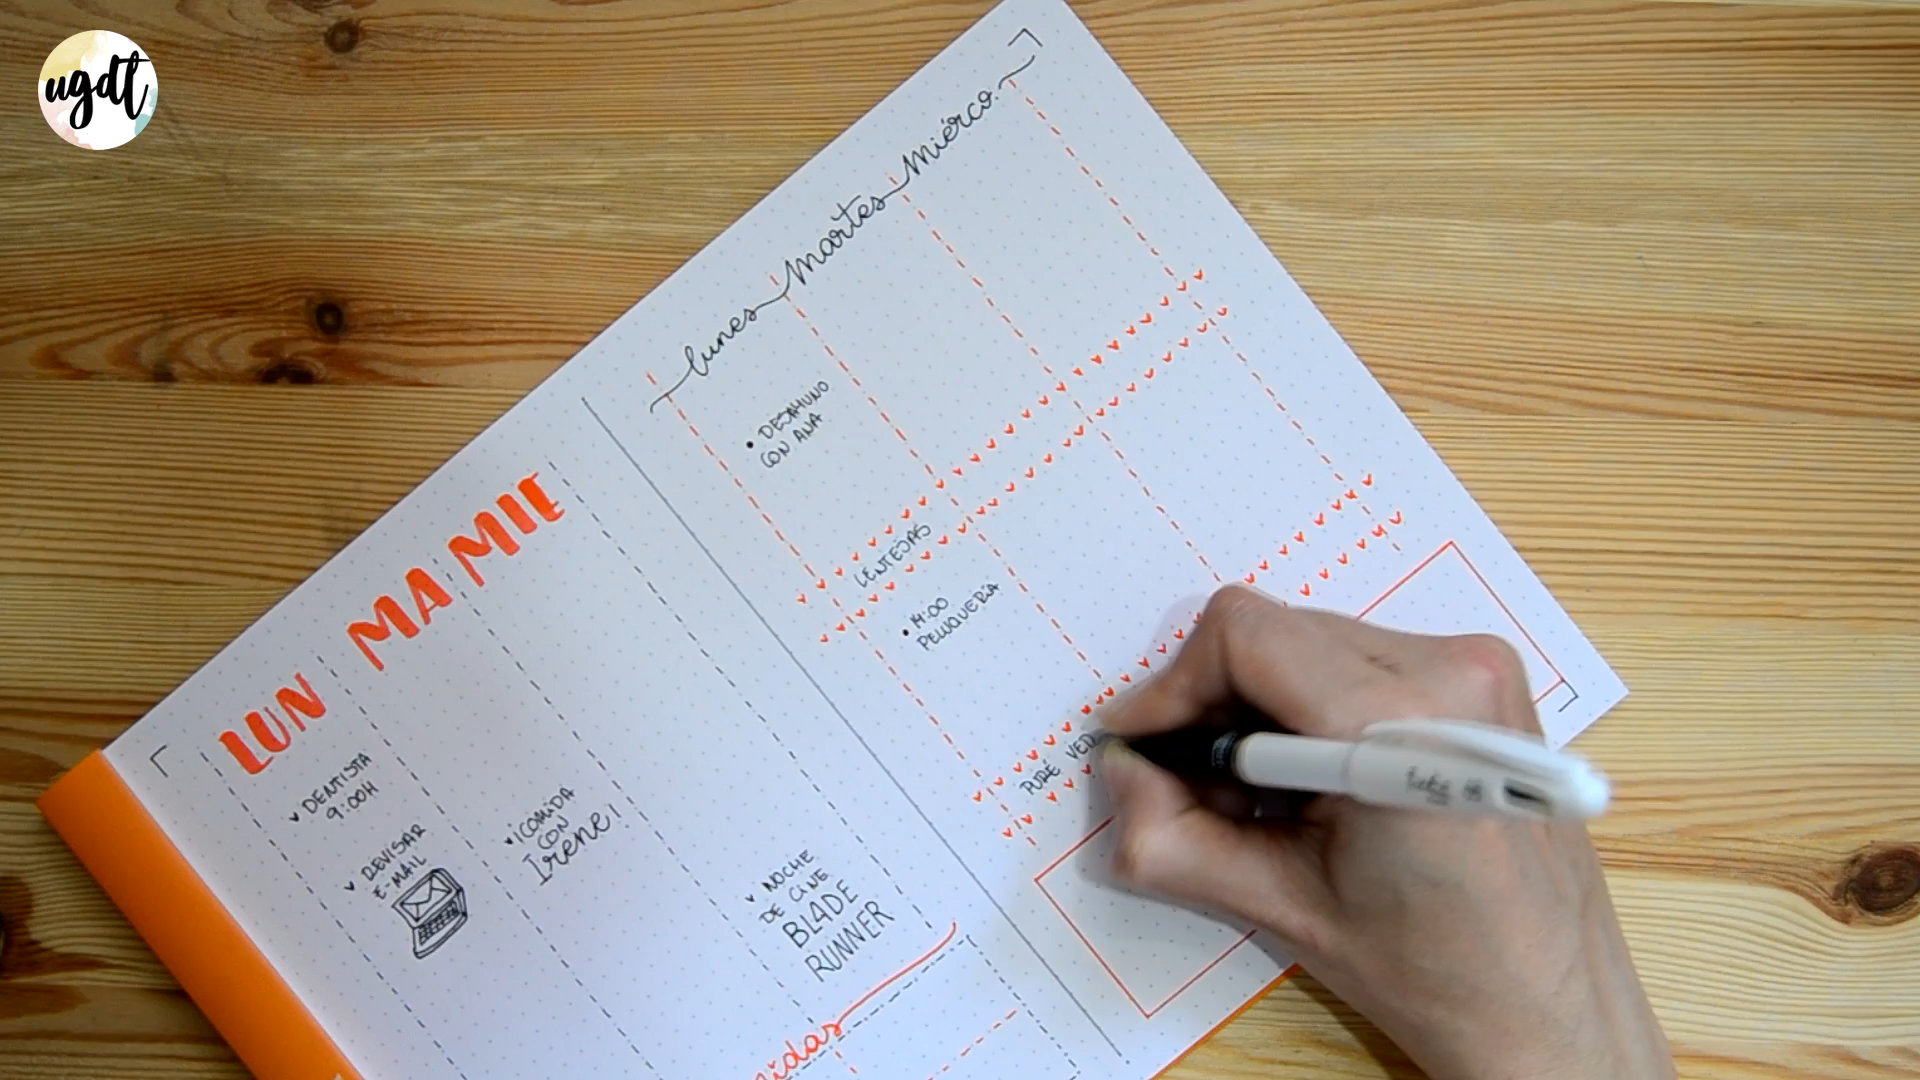 ugdt
LUN MA MIE
DENTISTA
9:00H
REVISAR
E-MAIL
¡COMIDA
CON
Irene!
NOCHE
DE CINE
BLADE
RUNNER
lunes martes miérco.
DESAYUNO
CON ANA
LENTEJAS
14:00
PELUQUERÍA
PURÉ